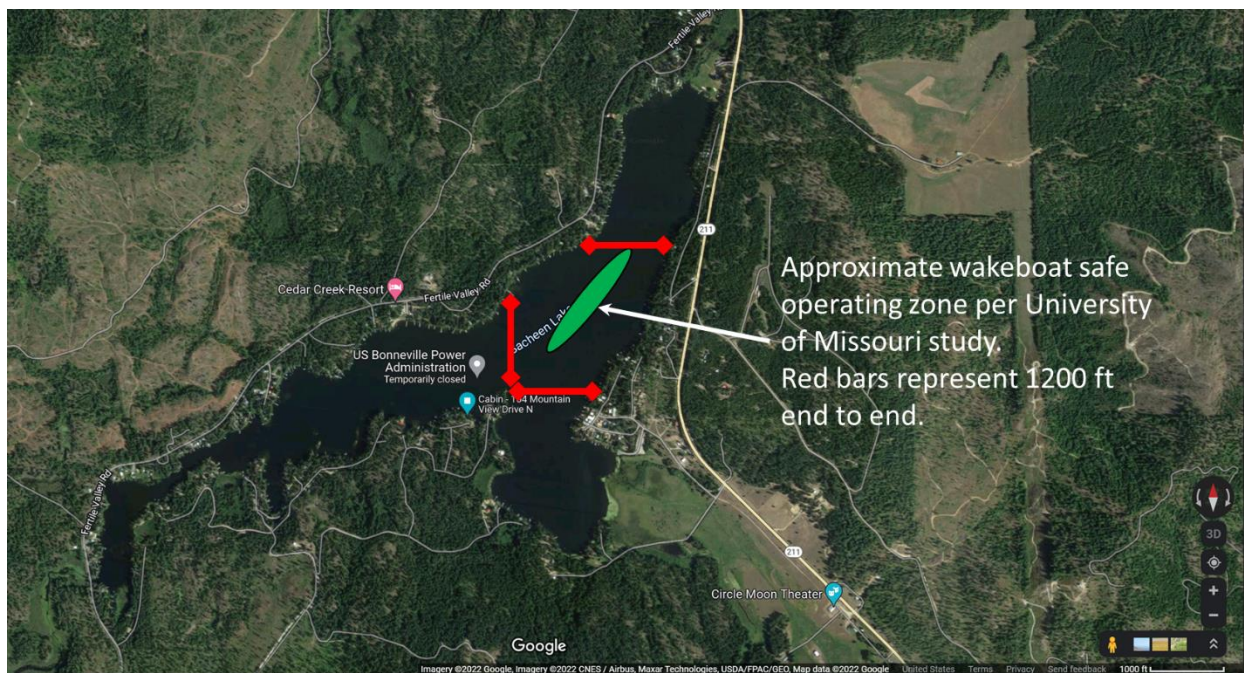 Fertile Valley Rd
211
Cedar Creek Resort
Fertile Valley Rd
Sacheen Lake
US Bonneville Power
Administration
Temporarily closed
Cabin - 164 Mountain
View Drive N
Approximate wakeboat safe
operating zone per University
of Missouri study.
Red bars represent 1200 ft
end to end.
Fertile Valley Rd
211
Circle Moon Theater
3D
Google
Imagery ©2022 Google, Imagery ©2022 CNES / Airbus, Maxar Technologies, USDA/FPAC/GEO, Map data ©2022 Google United States Terms Privacy Send feedback 1000 ft